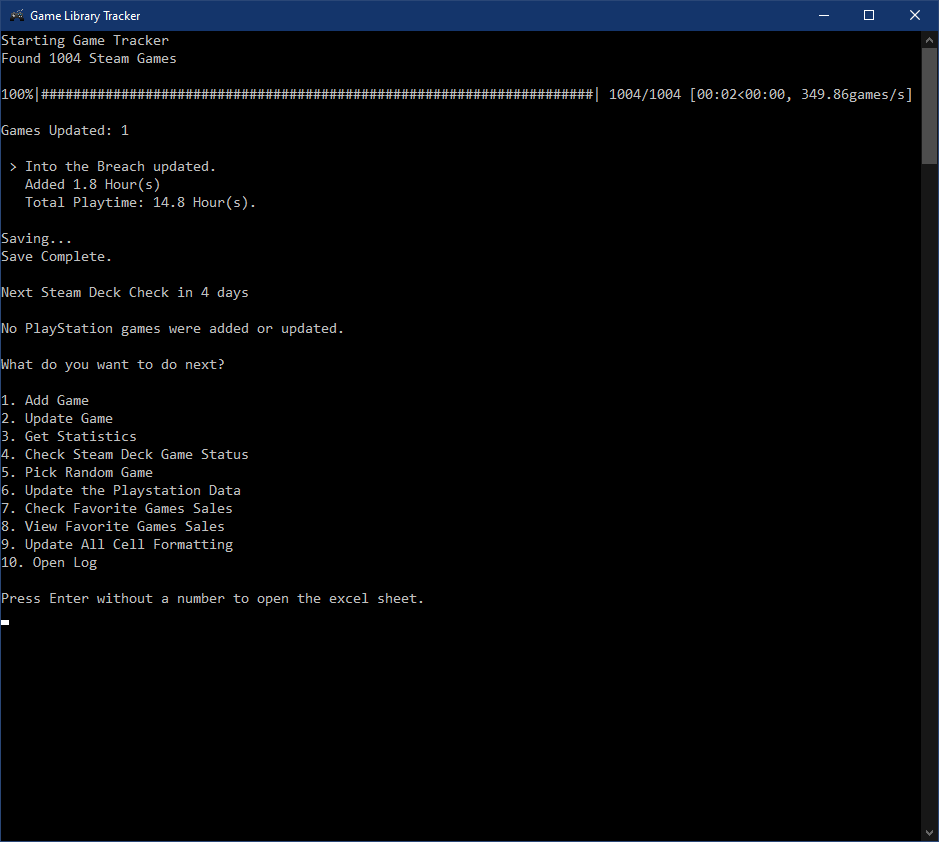 Game Library Tracker
Starting Game Tracker
Found 1004 Steam Games
100%|#####################################################################| 1004/1004 [00:02<00:00, 349.86games/s]
Games Updated: 1
> Into the Breach updated.
Added 1.8 Hour(s)
Total Playtime: 14.8 Hour(s).
Saving...
Save Complete.
Next Steam Deck Check in 4 days
No PlayStation games were added or updated.
What do you want to do next?
1. Add Game
2. Update Game
3. Get Statistics
4. Check Steam Deck Game Status
5. Pick Random Game
6. Update the Playstation Data
7. Check Favorite Games Sales
8. View Favorite Games Sales
9. Update All Cell Formatting
10. Open Log
Press Enter without a number to open the excel sheet.